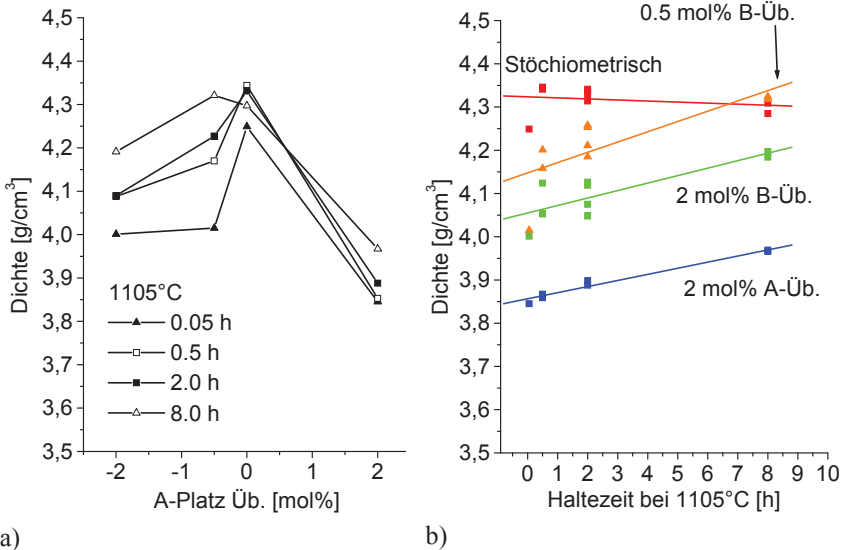 4,5
4,4
4,3
4,2
4,1
4,0
3,9
3,8
3,7
3,6
3,5
Dichte [g/cm³]
1105°C
0.05 h
0.5 h
2.0 h
8.0 h
-2 -1 0 1 2
A-Platz Üb. [mol%]
a)
0.5 mol% B-Üb.
4,5
4,4
4,3
4,2
4,1
4,0
3,9
3,8
3,7
3,6
3,5
Dichte [g/cm³]
Stöchiometrisch
2 mol% B-Üb.
2 mol% A-Üb.
0 1 2 3 4 5 6 7 8 9 10
Haltezeit bei 1105°C [h]
b)